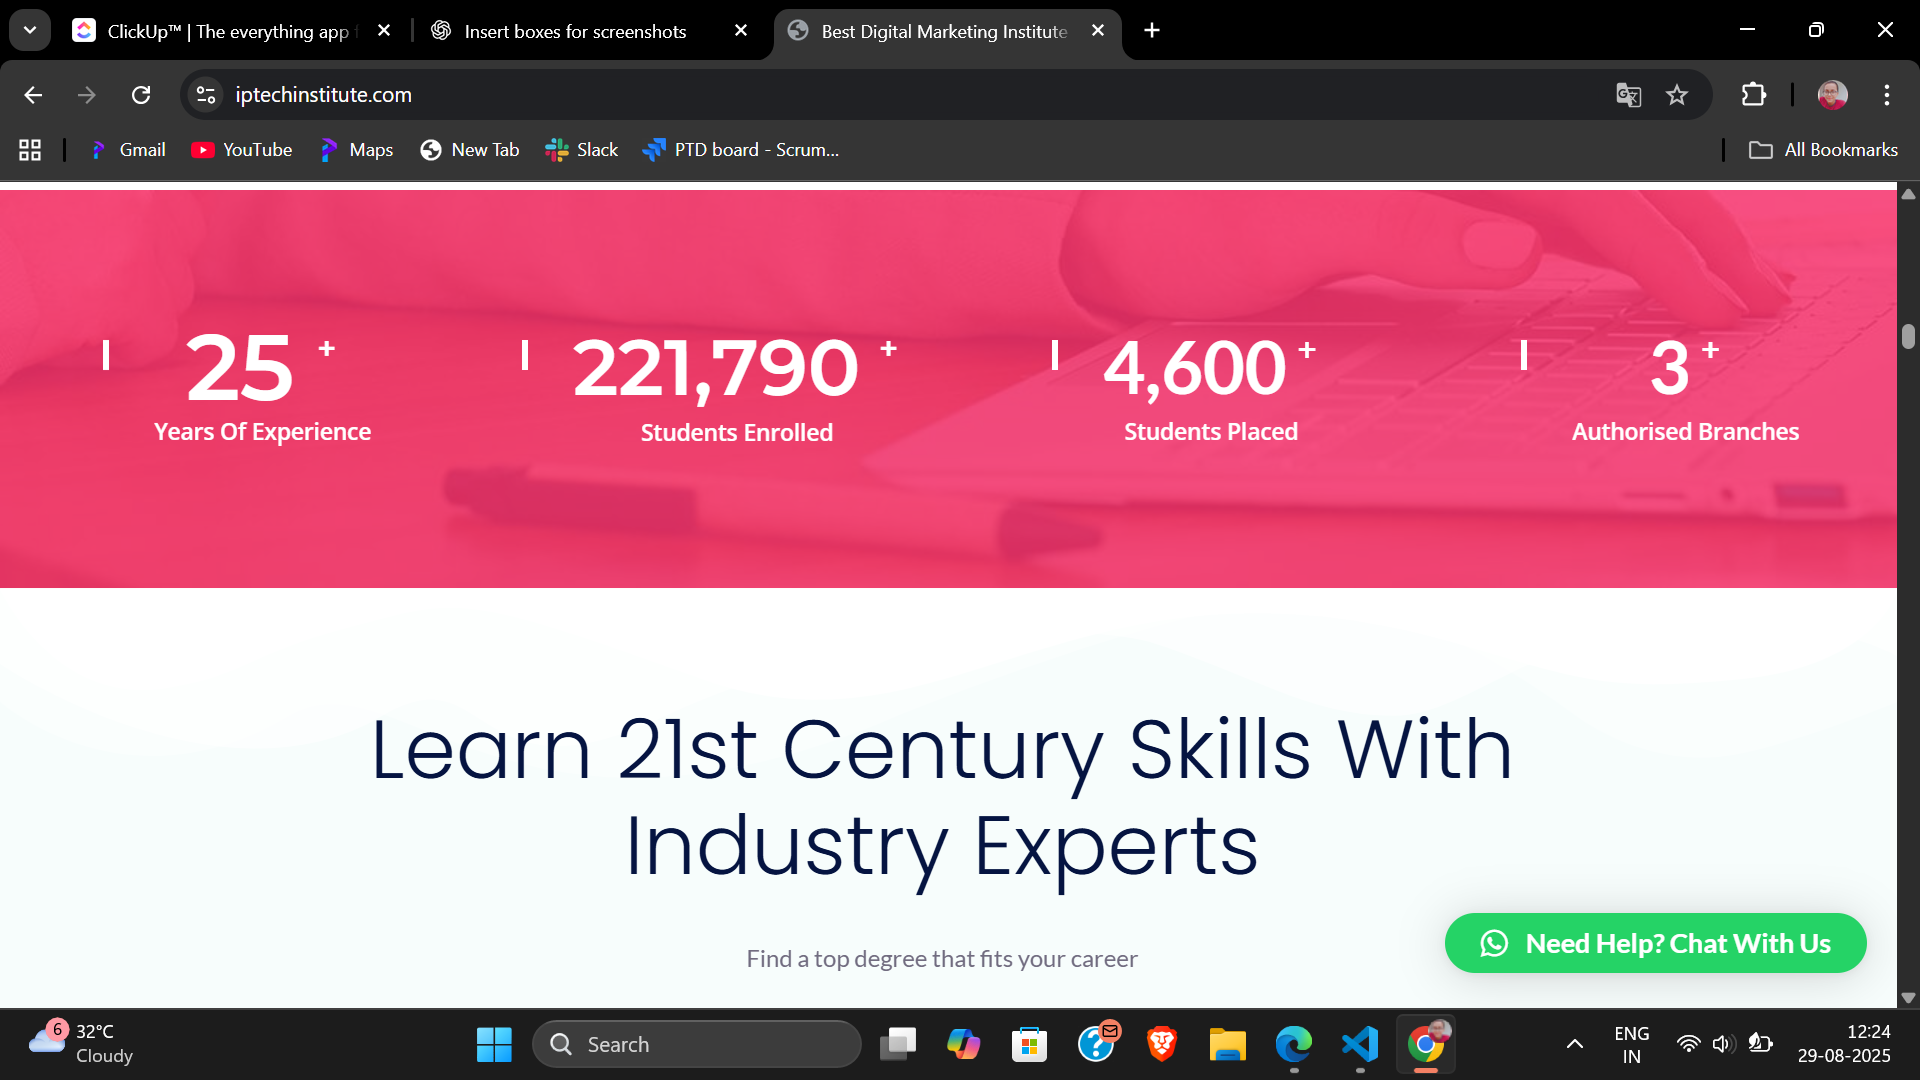 ClickUp™ | The everything app f
Insert boxes for screenshots
Best Digital Marketing Institute
iptechinstitute.com
Gmail
YouTube
Maps
New Tab
Slack
PTD board - Scrum...
All Bookmarks
25 +
221,790 +
4,600 +
3 +
Years Of Experience
Students Enrolled
Students Placed
Authorised Branches
Learn 21st Century Skills With
Industry Experts
Find a top degree that fits your career
Need Help? Chat With Us
6
32°C
Cloudy
Search
ENG
IN
12:24
29-08-2025